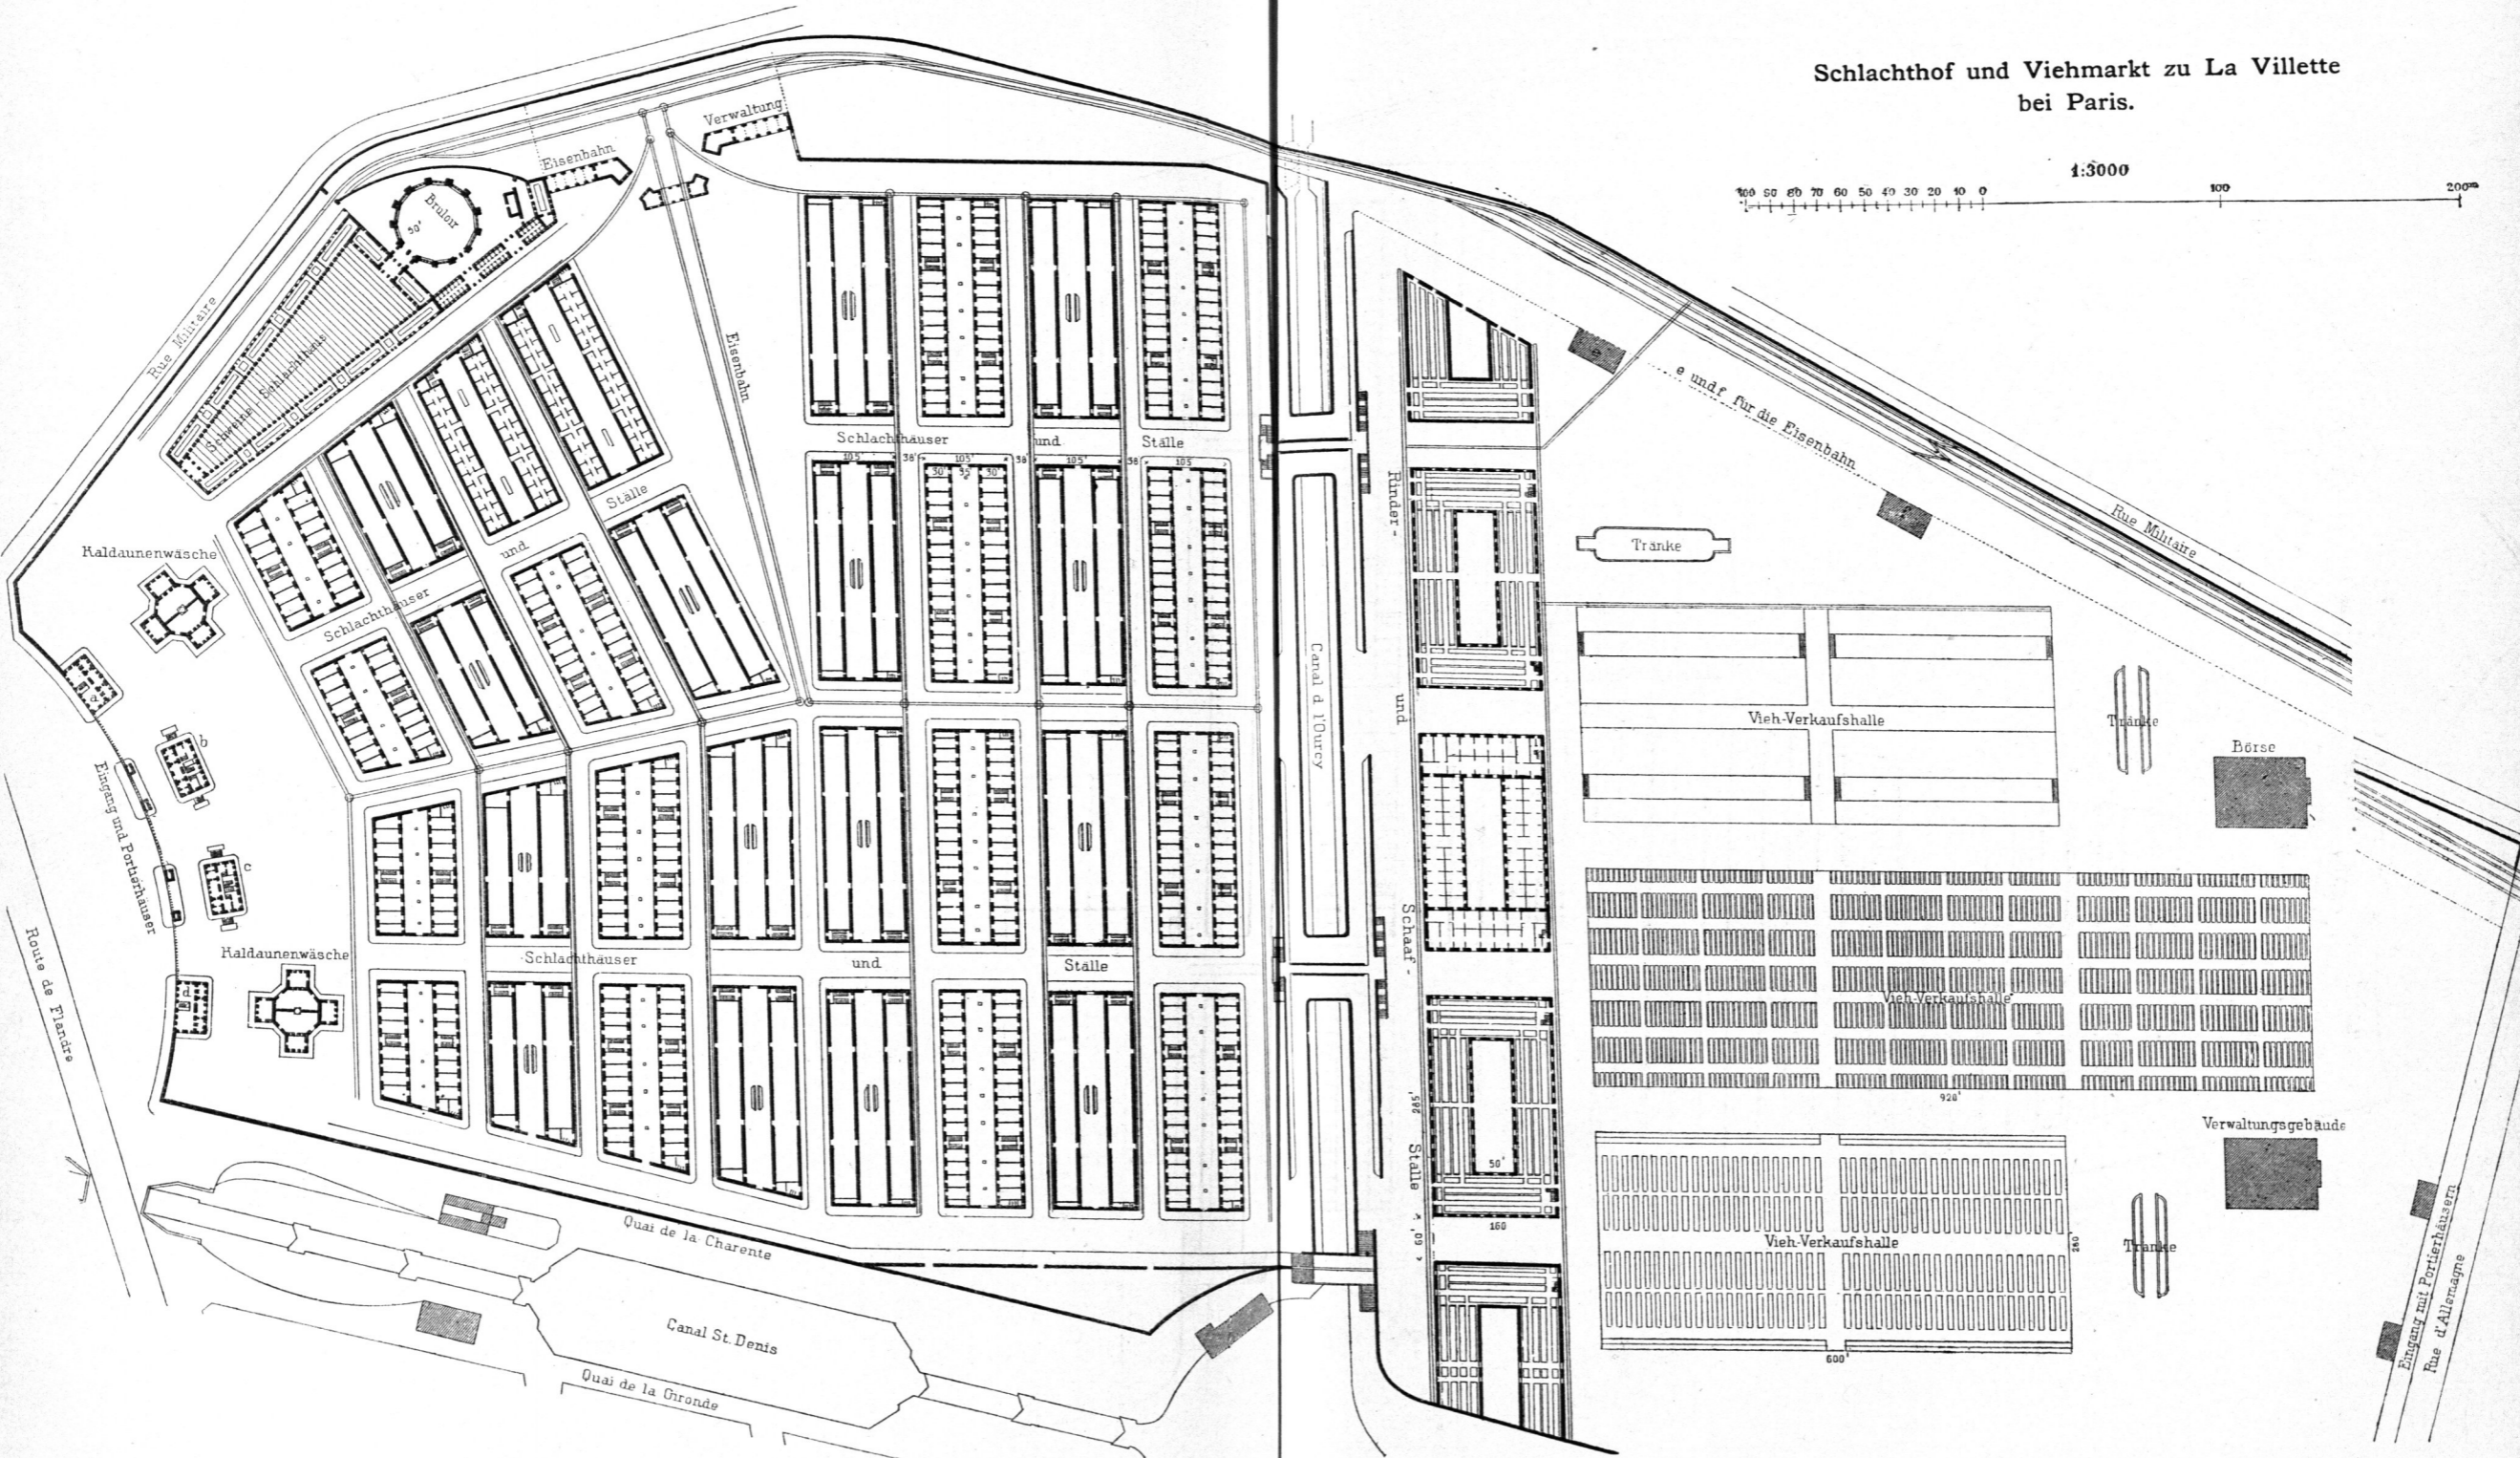 Schlachthof und Viehmarkt zu La Villette
bei Paris.
1:3000
100 90 80 70 60 50 40 30 20 10 0 100 200m
Verwaltung
Eisenbahn
Bruloir
50'
Rue Militaire
Schweine Schlachthaus
Eisenbahn
Schlachthäuser und Ställe
105' 38' 105' 38' 105' 38' 105
30' 35' 30'
Ställe
und
Schlachthäuser
Kaldaunenwäsche
a
b
c
d
Eingang und Portierhäuser
Kaldaunenwäsche
Route de Flandre
Schlachthäuser und Ställe
Quai de la Charente
Canal St. Denis
Quai de la Gironde
Canal d l'Ourcy
Rinder- und Schaaf- Ställe
285'
60'
50'
160
e
e und f für die Eisenbahn
f
Rue Militaire
Tränke
Vieh-Verkaufshalle
Tränke
Börse
Vieh-Verkaufshalle
920'
Verwaltungsgebäude
Vieh-Verkaufshalle
280'
600'
Tränke
Eingang mit Portierhäusern
Rue d'Allemagne